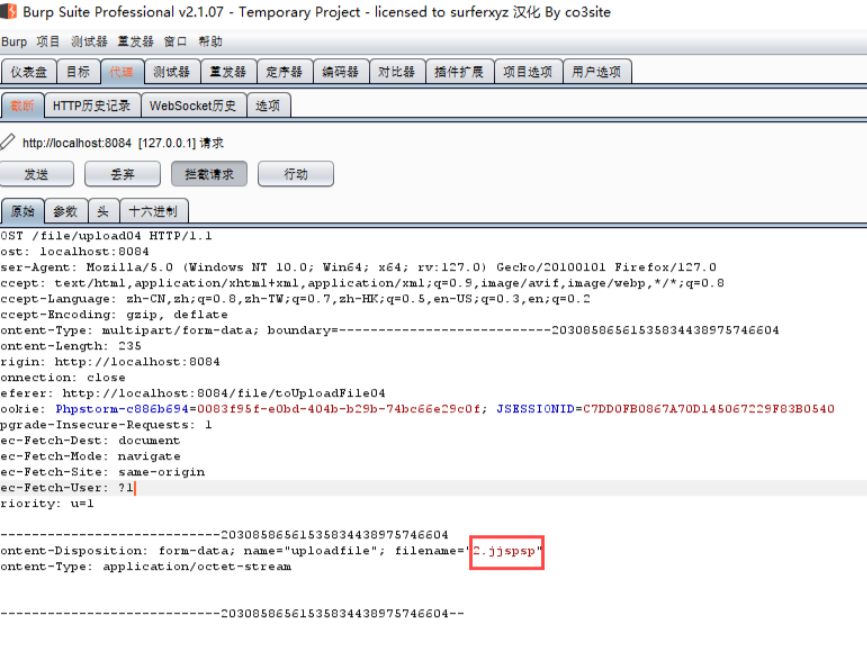 Burp Suite Professional v2.1.07 - Temporary Project - licensed to surferxyz 汉化 By co3site
Burp 项目 测试器 重发器 窗口 帮助
仪表盘 目标 代理 测试器 重发器 定序器 编码器 对比器 插件扩展 项目选项 用户选项
截断 HTTP历史记录 WebSocket历史 选项
http://localhost:8084 [127.0.0.1] 请求
发送 丢弃 拦截请求 行动
原始 参数 头 十六进制
OST /file/upload04 HTTP/1.1
ost: localhost:8084
ser-Agent: Mozilla/5.0 (Windows NT 10.0; Win64; x64; rv:127.0) Gecko/20100101 Firefox/127.0
ccept: text/html,application/xhtml+xml,application/xml;q=0.9,image/avif,image/webp,*/*;q=0.8
ccept-Language: zh-CN,zh;q=0.8,zh-TW;q=0.7,zh-HK;q=0.5,en-US;q=0.3,en;q=0.2
ccept-Encoding: gzip, deflate
ontent-Type: multipart/form-data; boundary=---------------------------20308586561535834438975746604
ontent-Length: 235
rigin: http://localhost:8084
onnection: close
eferer: http://localhost:8084/file/toUploadFile04
ookie: Phpstorm-c886b694=0083f95f-e0bd-404b-b29b-74bc66e29c0f; JSESSIONID=C7DD0FB0867A70D145067229F83B0540
pgrade-Insecure-Requests: 1
ec-Fetch-Dest: document
ec-Fetch-Mode: navigate
ec-Fetch-Site: same-origin
ec-Fetch-User: ?1
riority: u=1
----------------------------20308586561535834438975746604
ontent-Disposition: form-data; name="uploadfile"; filename="2.jjspsp"
ontent-Type: application/octet-stream
----------------------------20308586561535834438975746604--